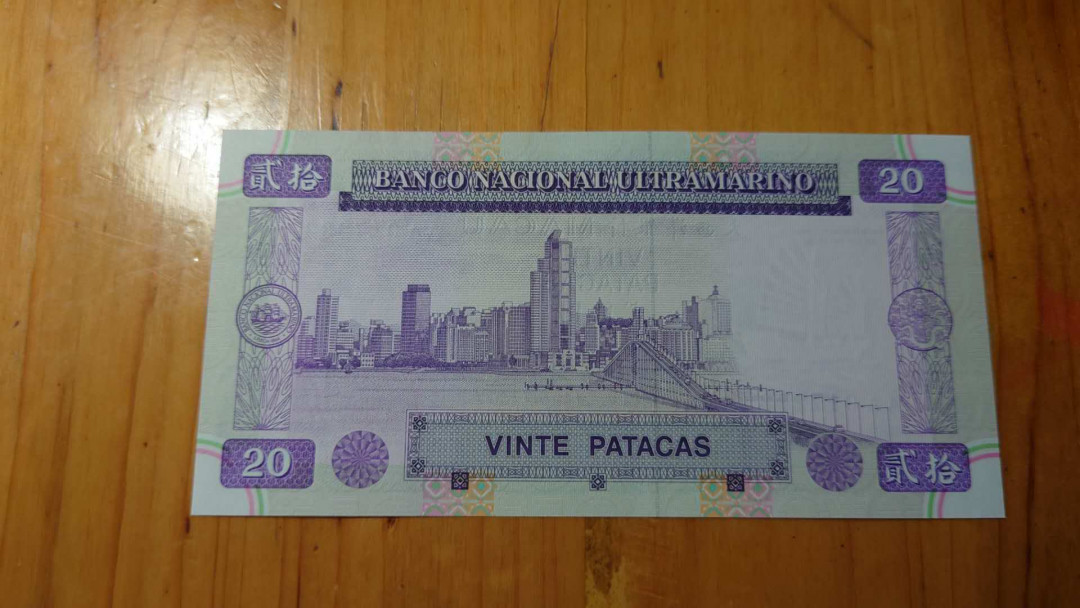 貳拾
BANCO NACIONAL ULTRAMARINO
20
VINTE PATACAS
20
貳拾